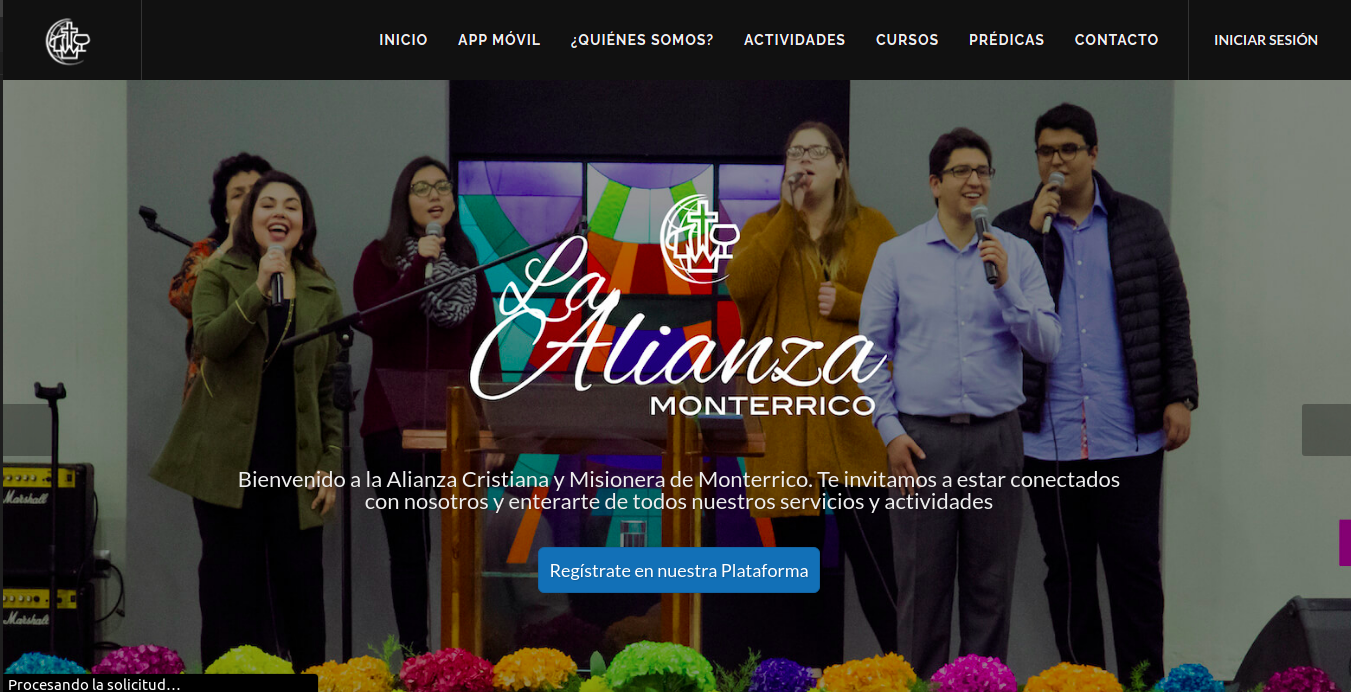 INICIO
APP MÓVIL
¿QUIÉNES SOMOS?
ACTIVIDADES
CURSOS
PRÉDICAS
CONTACTO
INICIAR SESIÓN
La
Alianza
MONTERRICO
Bienvenido a la Alianza Cristiana y Misionera de Monterrico. Te invitamos a estar conectados
con nosotros y enterarte de todos nuestros servicios y actividades
Regístrate en nuestra Plataforma
Marshall
Marshall
Procesando la solicitud...